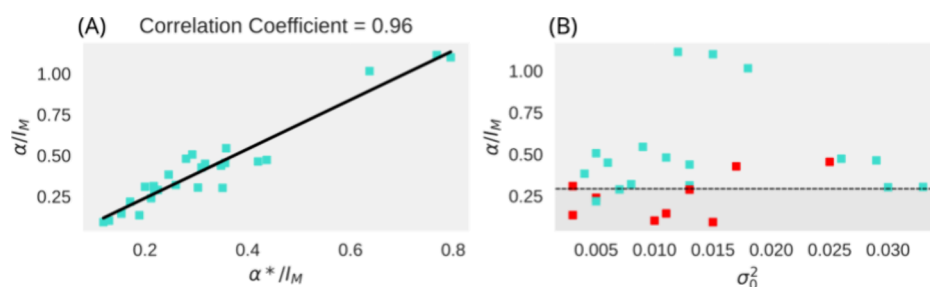 (A) Correlation Coefficient = 0.96
α/l_M
1.00
0.75
0.50
0.25
0.2 0.4 0.6 0.8
α*/l_M
(B)
α/l_M
1.00
0.75
0.50
0.25
0.005 0.010 0.015 0.020 0.025 0.030
σ₀²